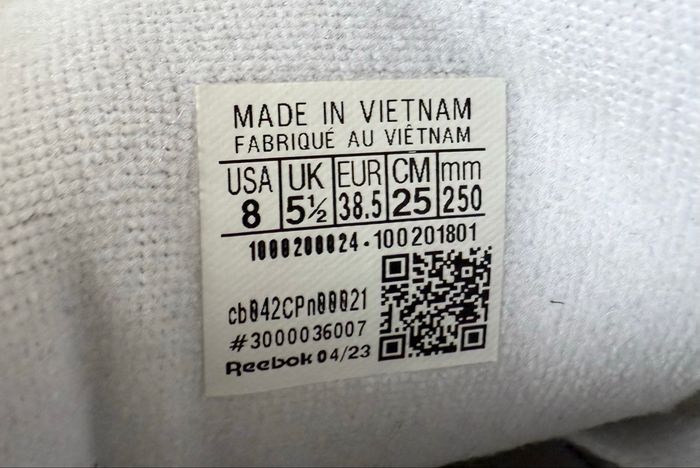 MADE IN VIETNAM
FABRIQUÉ AU VIÊTNAM
USA UK EUR CM mm
8 5½ 38.5 25 250
1000200024-100201801
cb042CPn00021
#3000036007
Reebok 04/23